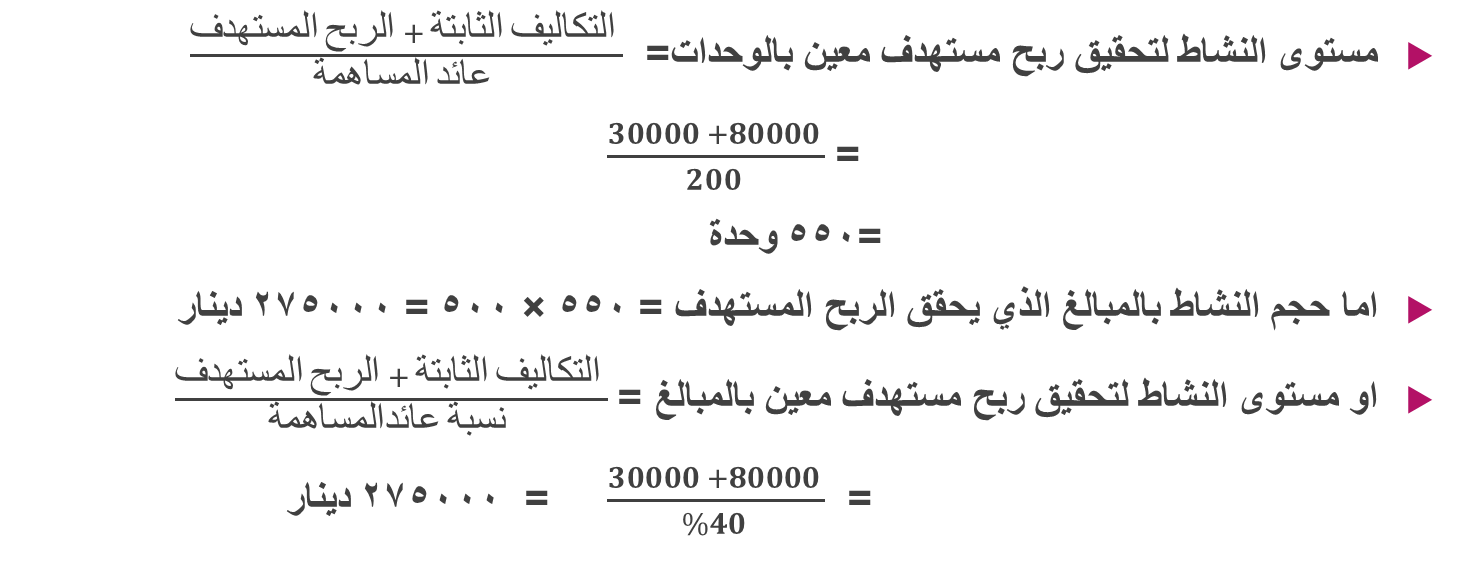 مستوى النشاط لتحقيق ربح مستهدف معين بالوحدات= التكاليف الثابتة + الربح المستهدف
عائد المساهمة
= 30000 +80000
200
=٥٥٠ وحدة
اما حجم النشاط بالمبالغ الذي يحقق الربح المستهدف = ٥٥٠ × ٥٠٠ = ٢٧٥٠٠٠ دينار
او مستوى النشاط لتحقيق ربح مستهدف معين بالمبالغ = التكاليف الثابتة + الربح المستهدف
نسبة عائدالمساهمة
= 30000 +80000 = ٢٧٥٠٠٠ دينار
%40